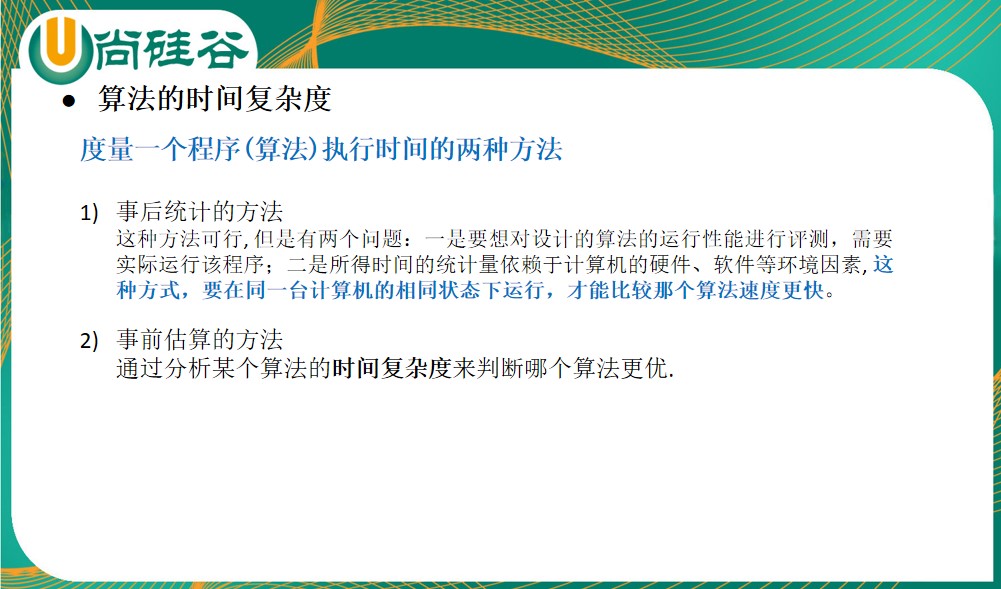 尚硅谷
● 算法的时间复杂度
度量一个程序(算法)执行时间的两种方法
1) 事后统计的方法
这种方法可行, 但是有两个问题：一是要想对设计的算法的运行性能进行评测，需要
实际运行该程序；二是所得时间的统计量依赖于计算机的硬件、软件等环境因素, 这
种方式，要在同一台计算机的相同状态下运行，才能比较那个算法速度更快。
2) 事前估算的方法
通过分析某个算法的时间复杂度来判断哪个算法更优.